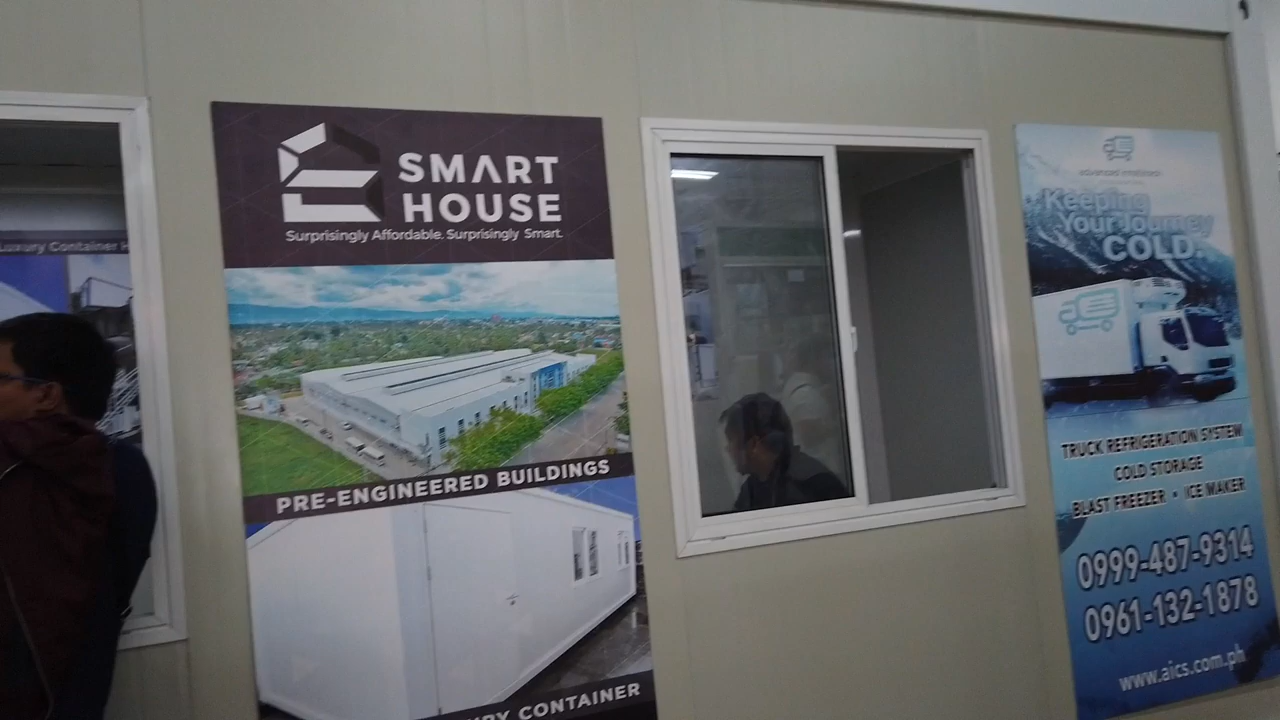 Luxury Container H
SMART
HOUSE
Surprisingly Affordable. Surprisingly Smart.
PRE-ENGINEERED BUILDINGS
LUXURY CONTAINER
Keeping
Your Journey
COLD.
TRUCK REFRIGERATION SYSTEM
COLD STORAGE
BLAST FREEZER • ICE MAKER
0999-487-9314
0961-132-1878
www.aics.com.ph